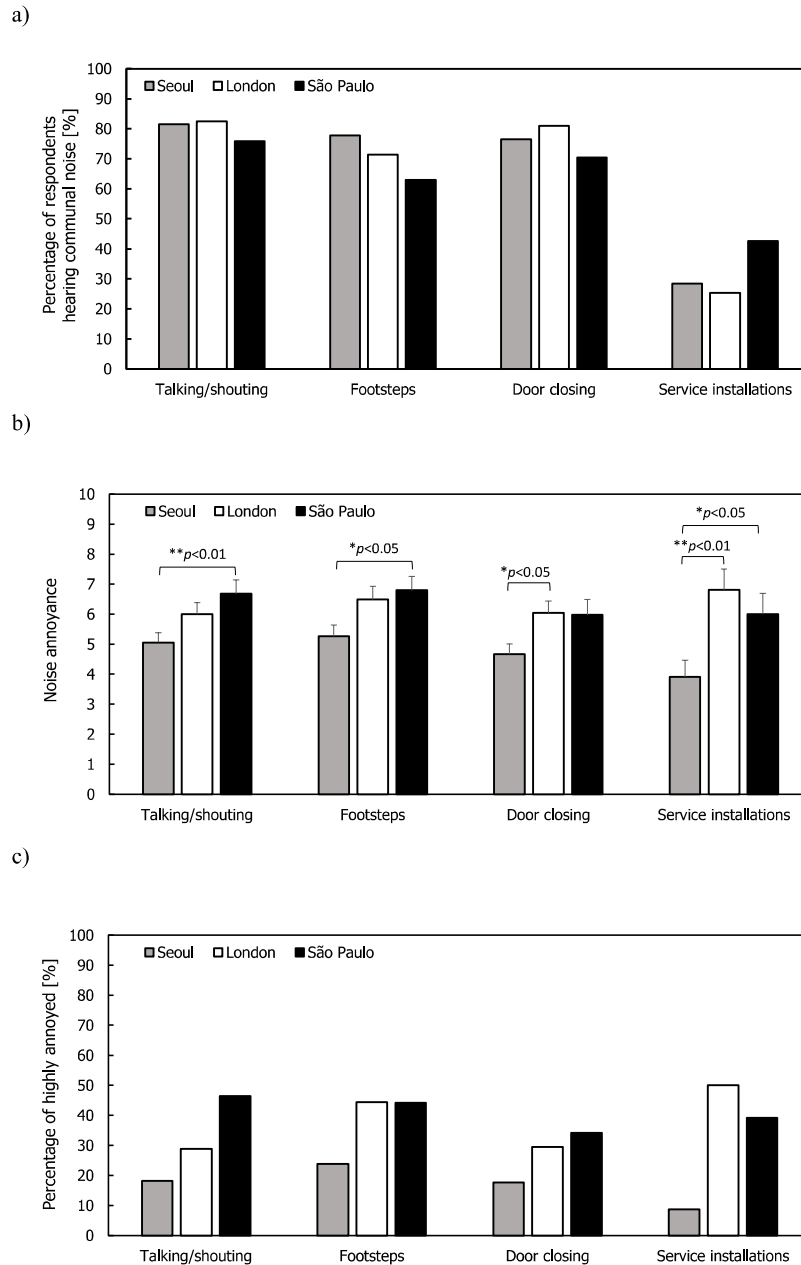 a)
100
90
80
70
60
50
40
30
20
10
0
Percentage of respondents
hearing communal noise [%]
Seoul London São Paulo
Talking/shouting Footsteps Door closing Service installations
b)
10
9
8
7
6
5
4
3
2
1
0
Noise annoyance
Seoul London São Paulo
**p<0.01
*p<0.05
*p<0.05
*p<0.05
**p<0.01
Talking/shouting Footsteps Door closing Service installations
c)
100
90
80
70
60
50
40
30
20
10
0
Percentage of highly annoyed [%]
Seoul London São Paulo
Talking/shouting Footsteps Door closing Service installations